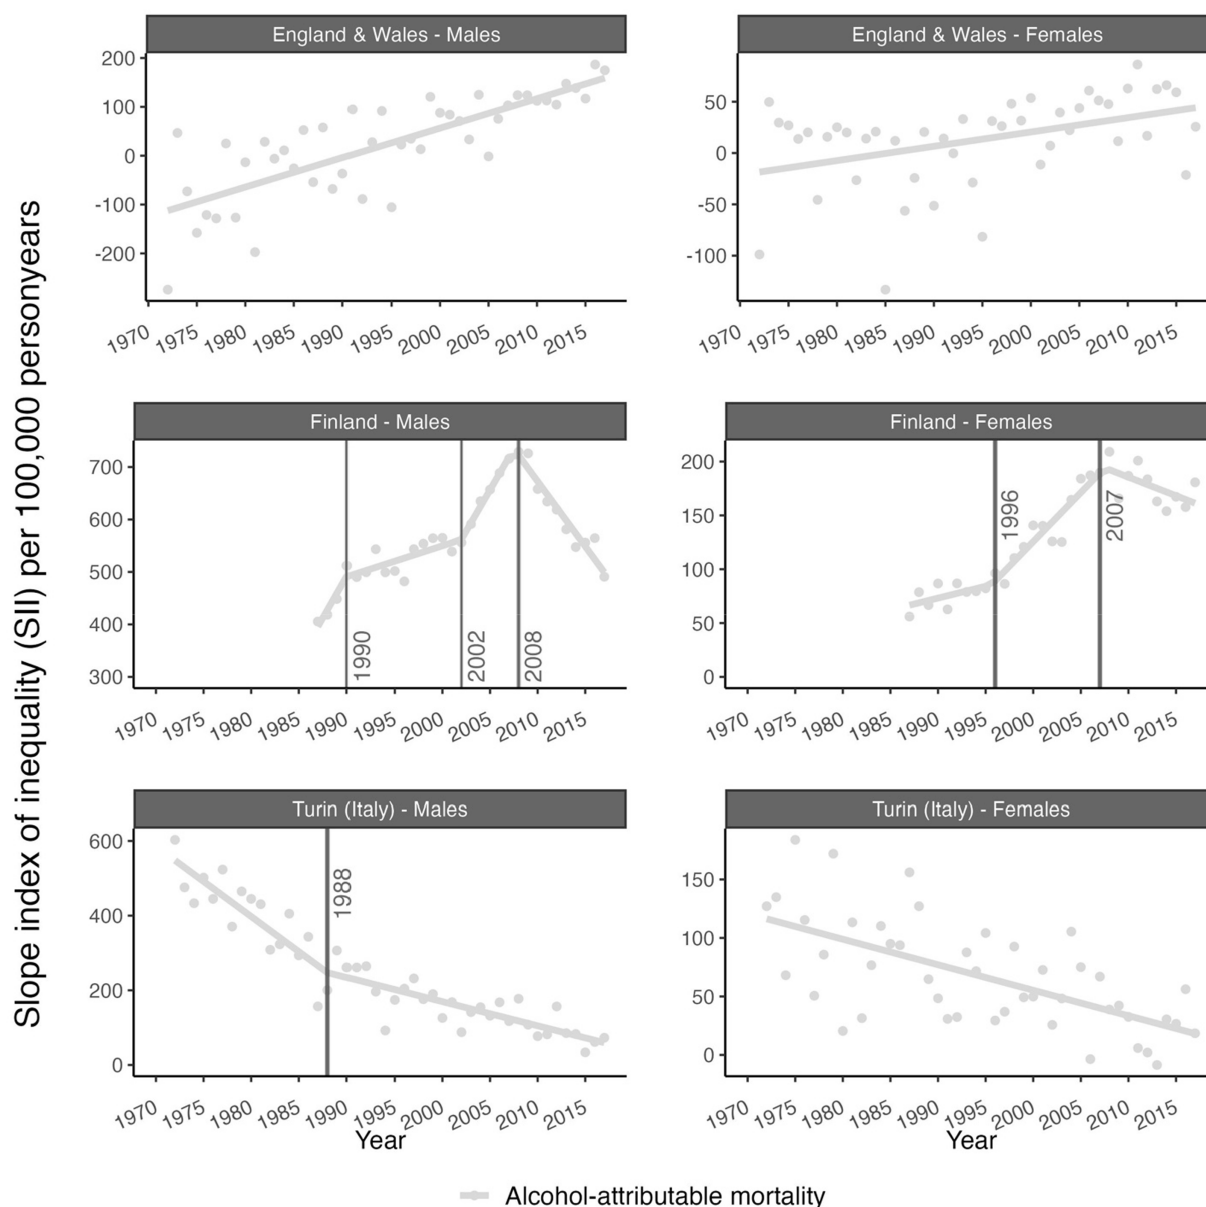 England & Wales - Males
England & Wales - Females
200
100
0
-100
-200
50
0
-50
-100
1970 1975 1980 1985 1990 1995 2000 2005 2010 2015
1970 1975 1980 1985 1990 1995 2000 2005 2010 2015
Slope index of inequality (SII) per 100,000 personyears
Finland - Males
Finland - Females
700
600
500
400
300
1990
2002
2008
200
150
100
50
0
1996
2007
1970 1975 1980 1985 1990 1995 2000 2005 2010 2015
1970 1975 1980 1985 1990 1995 2000 2005 2010 2015
Turin (Italy) - Males
Turin (Italy) - Females
600
400
200
0
1988
150
100
50
0
1970 1975 1980 1985 1990 1995 2000 2005 2010 2015
1970 1975 1980 1985 1990 1995 2000 2005 2010 2015
Year
Year
Alcohol-attributable mortality